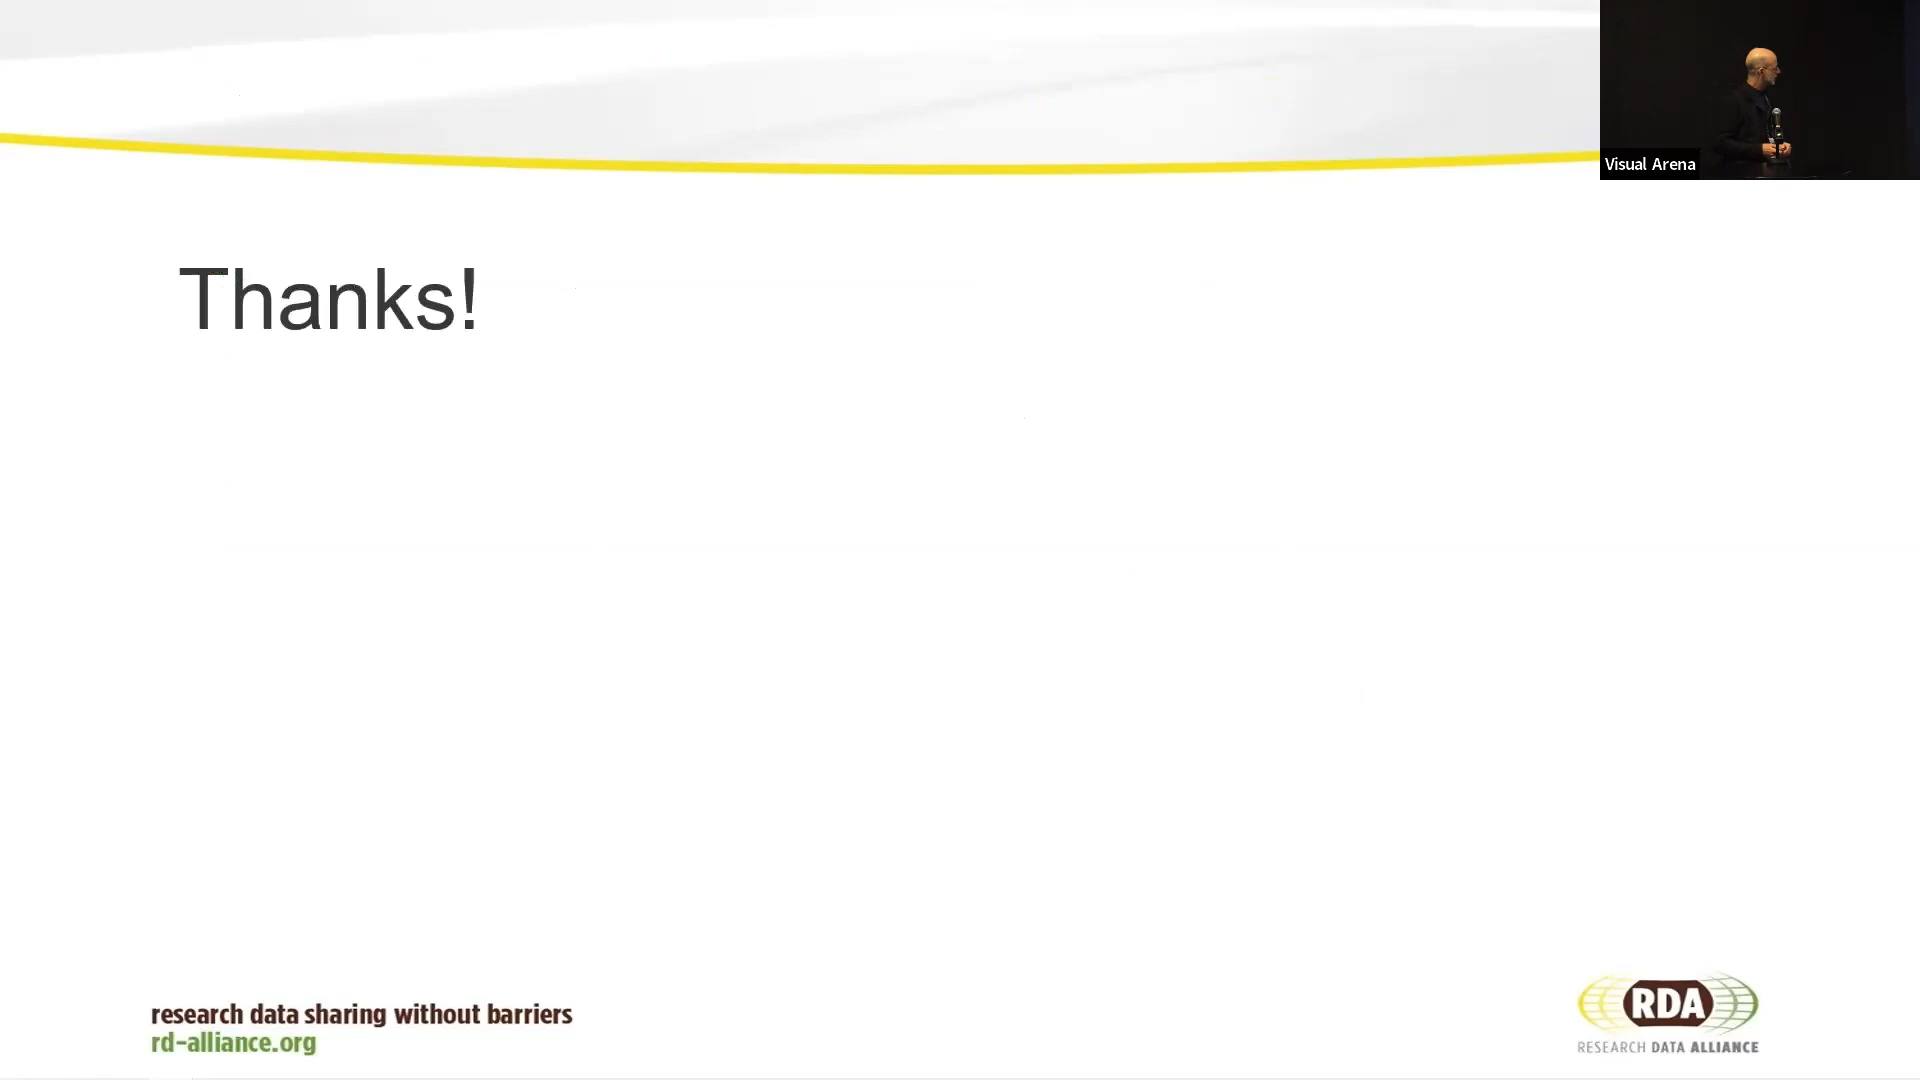 Visual Arena
Thanks!
research data sharing without barriers
rd-alliance.org
RDA
RESEARCH DATA ALLIANCE